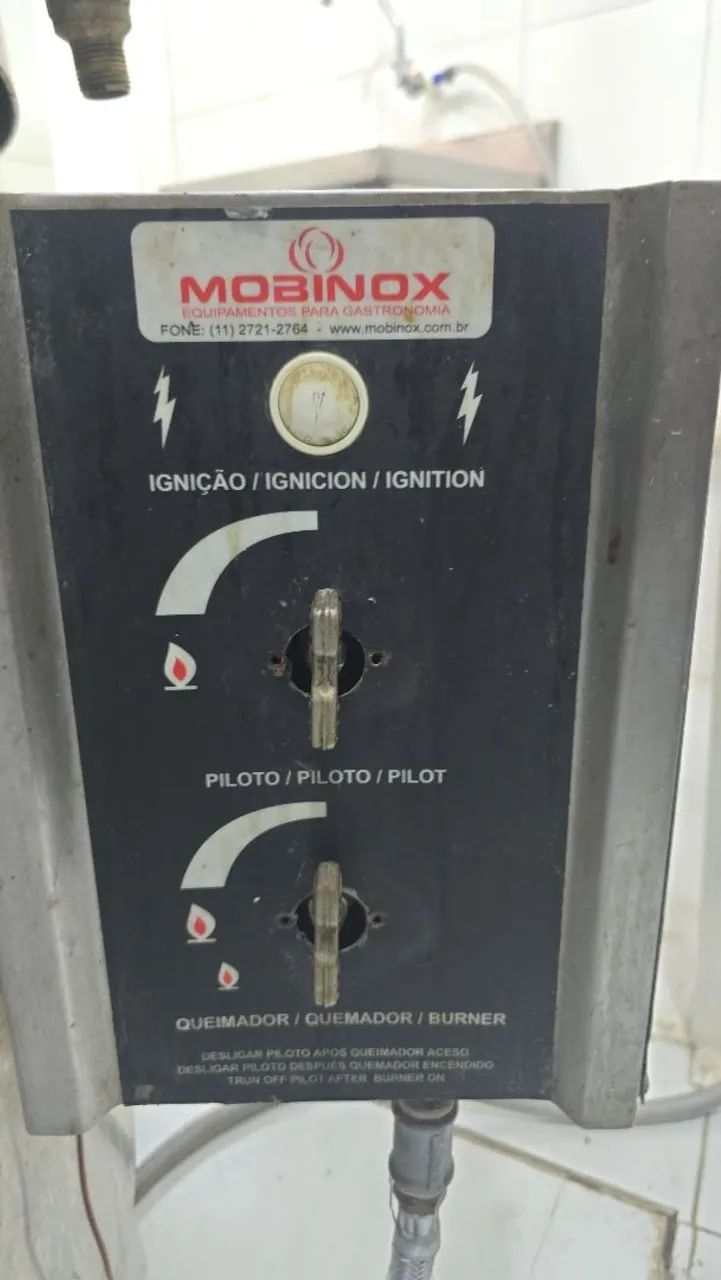 MOBINOX
EQUIPAMENTOS PARA GASTRONOMIA
FONE: (11) 2721-2764 - www.mobinox.com.br
IGNIÇÃO / IGNICION / IGNITION
PILOTO / PILOTO / PILOT
QUEIMADOR / QUEMADOR / BURNER
DESLIGAR PILOTO APÓS QUEIMADOR ACESO
DESLIGAR PILOTO DESPUÉS QUEMADOR ENCENDIDO
TRUN OFF PILOT AFTER BURNER ON